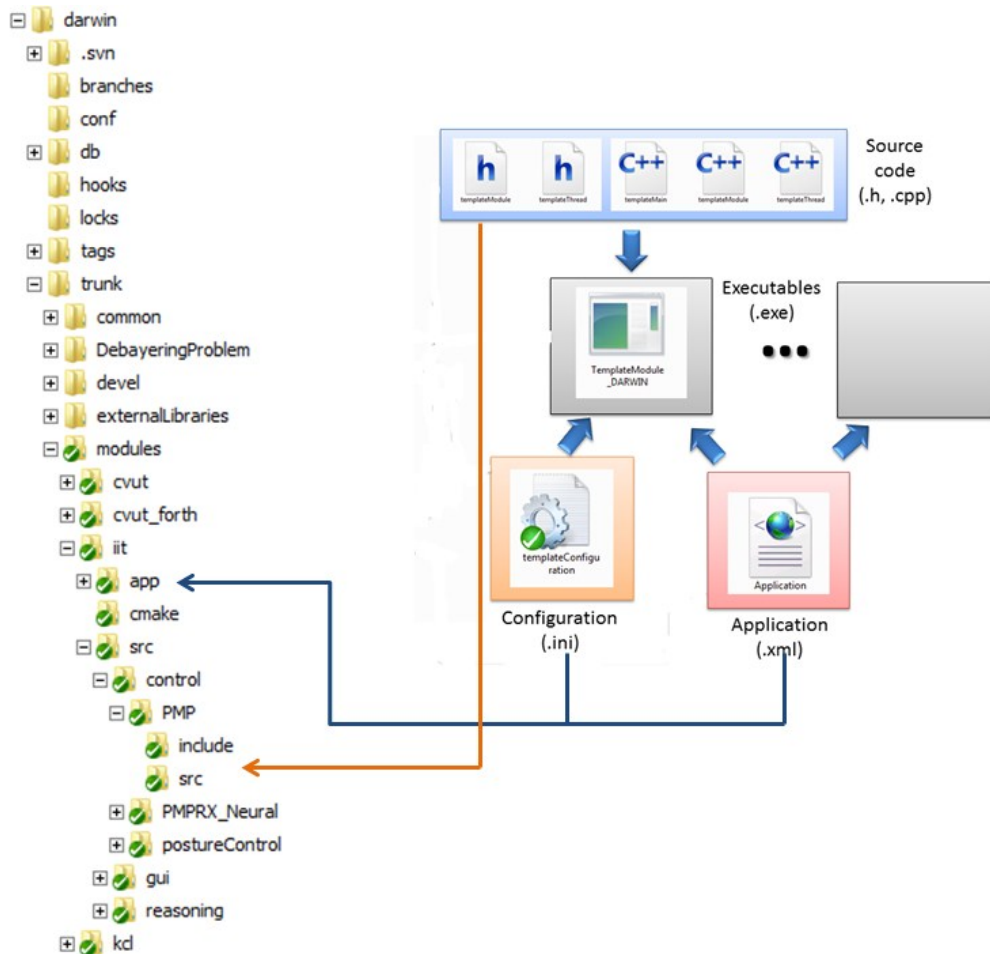 darwin
.svn
branches
conf
db
hooks
locks
tags
trunk
common
DebayeringProblem
devel
externalLibraries
modules
cvut
cvut_forth
iit
app
cmake
src
control
PMP
include
src
PMPRX_Neural
postureControl
gui
reasoning
kcl
h
templateModule
h
templateThread
C++
templateMain
C++
templateModule
C++
templateThread
Source
code
(.h, .cpp)
TemplateModule
_DARWIN
Executables
(.exe)
templateConfigu
ration
Configuration
(.ini)
Application
Application
(.xml)